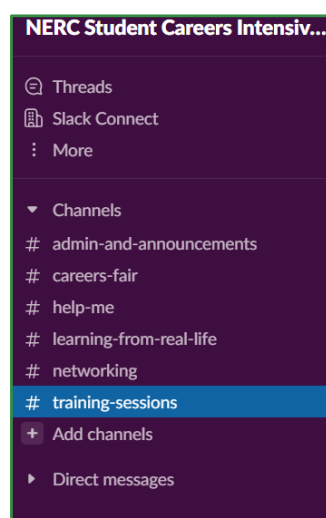 NERC Student Careers Intensiv...
Threads
Slack Connect
More
Channels
# admin-and-announcements
# careers-fair
# help-me
# learning-from-real-life
# networking
# training-sessions
+ Add channels
Direct messages